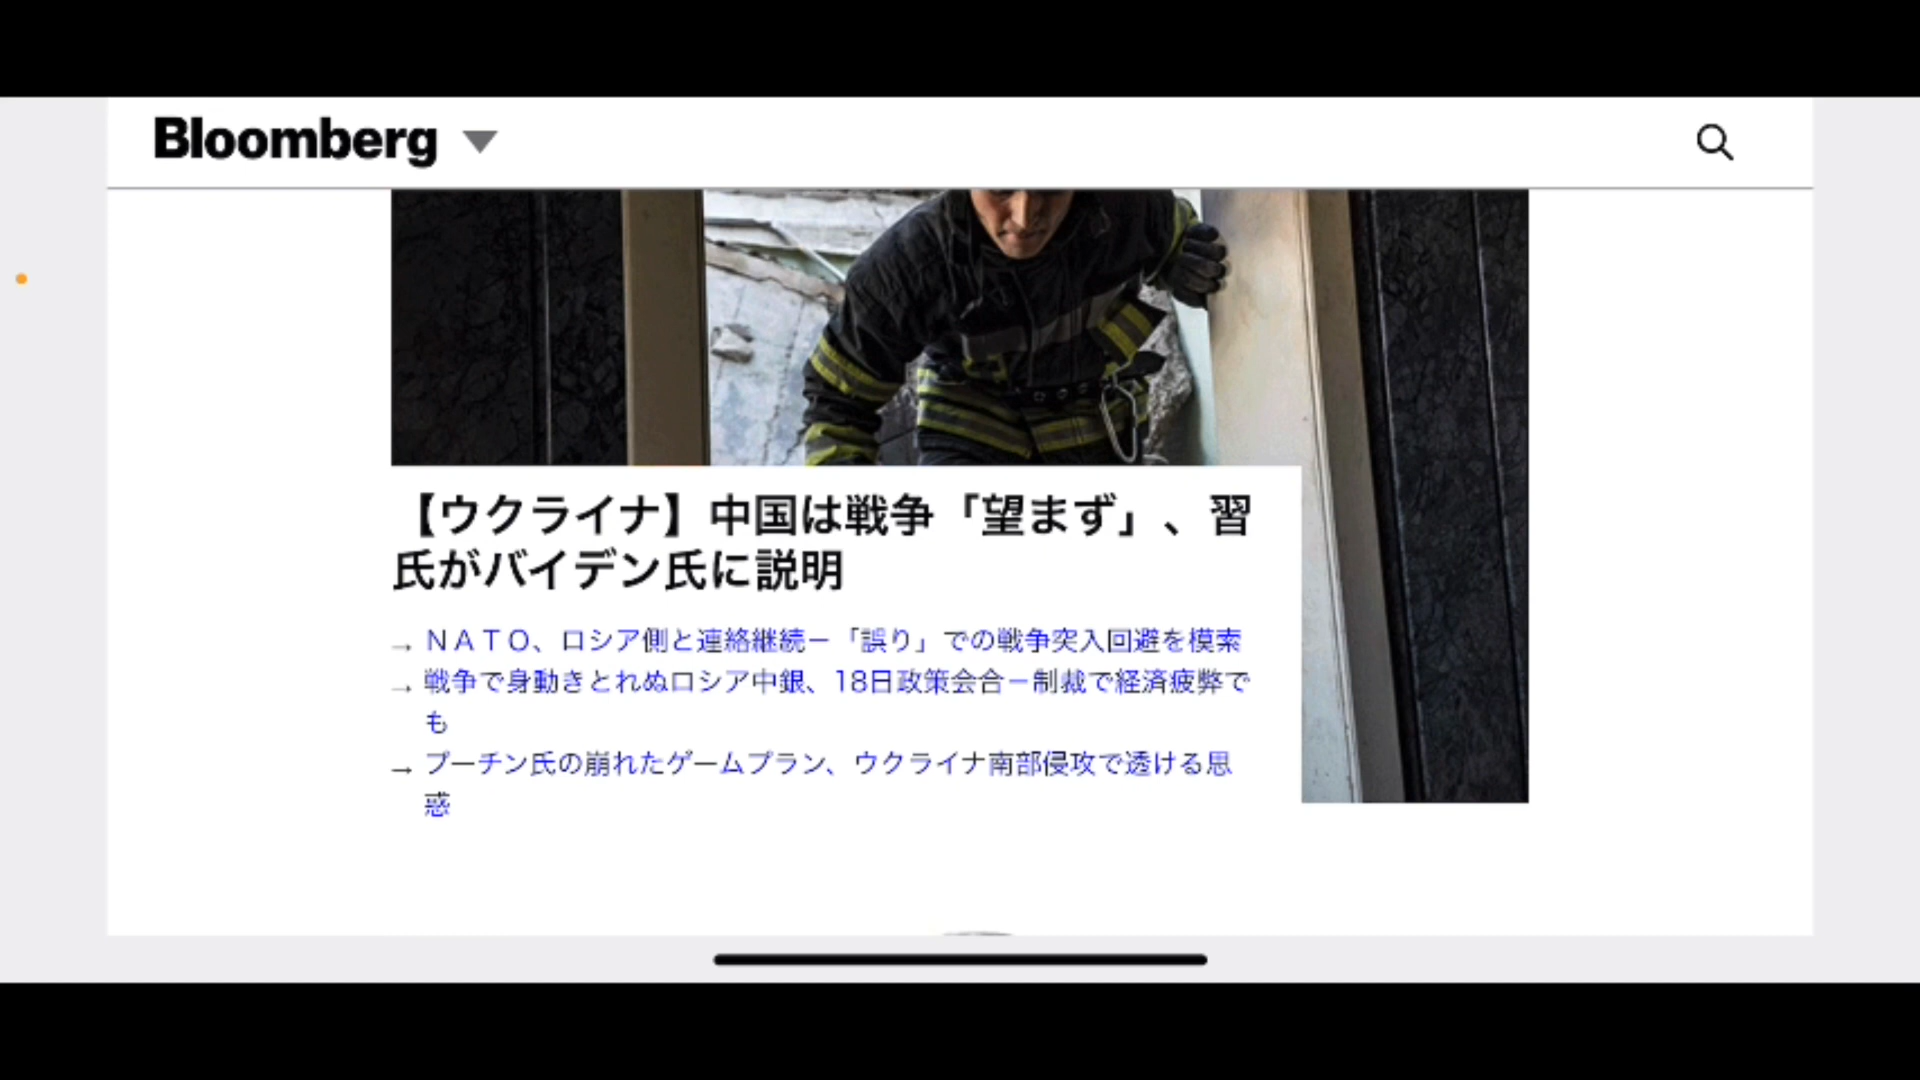 Bloomberg
【ウクライナ】中国は戦争「望まず」、習
氏がバイデン氏に説明
→ ＮＡＴＯ、ロシア側と連絡継続－「誤り」での戦争突入回避を模索
→ 戦争で身動きとれぬロシア中銀、18日政策会合－制裁で経済疲弊で
も
→ プーチン氏の崩れたゲームプラン、ウクライナ南部侵攻で透ける思
惑